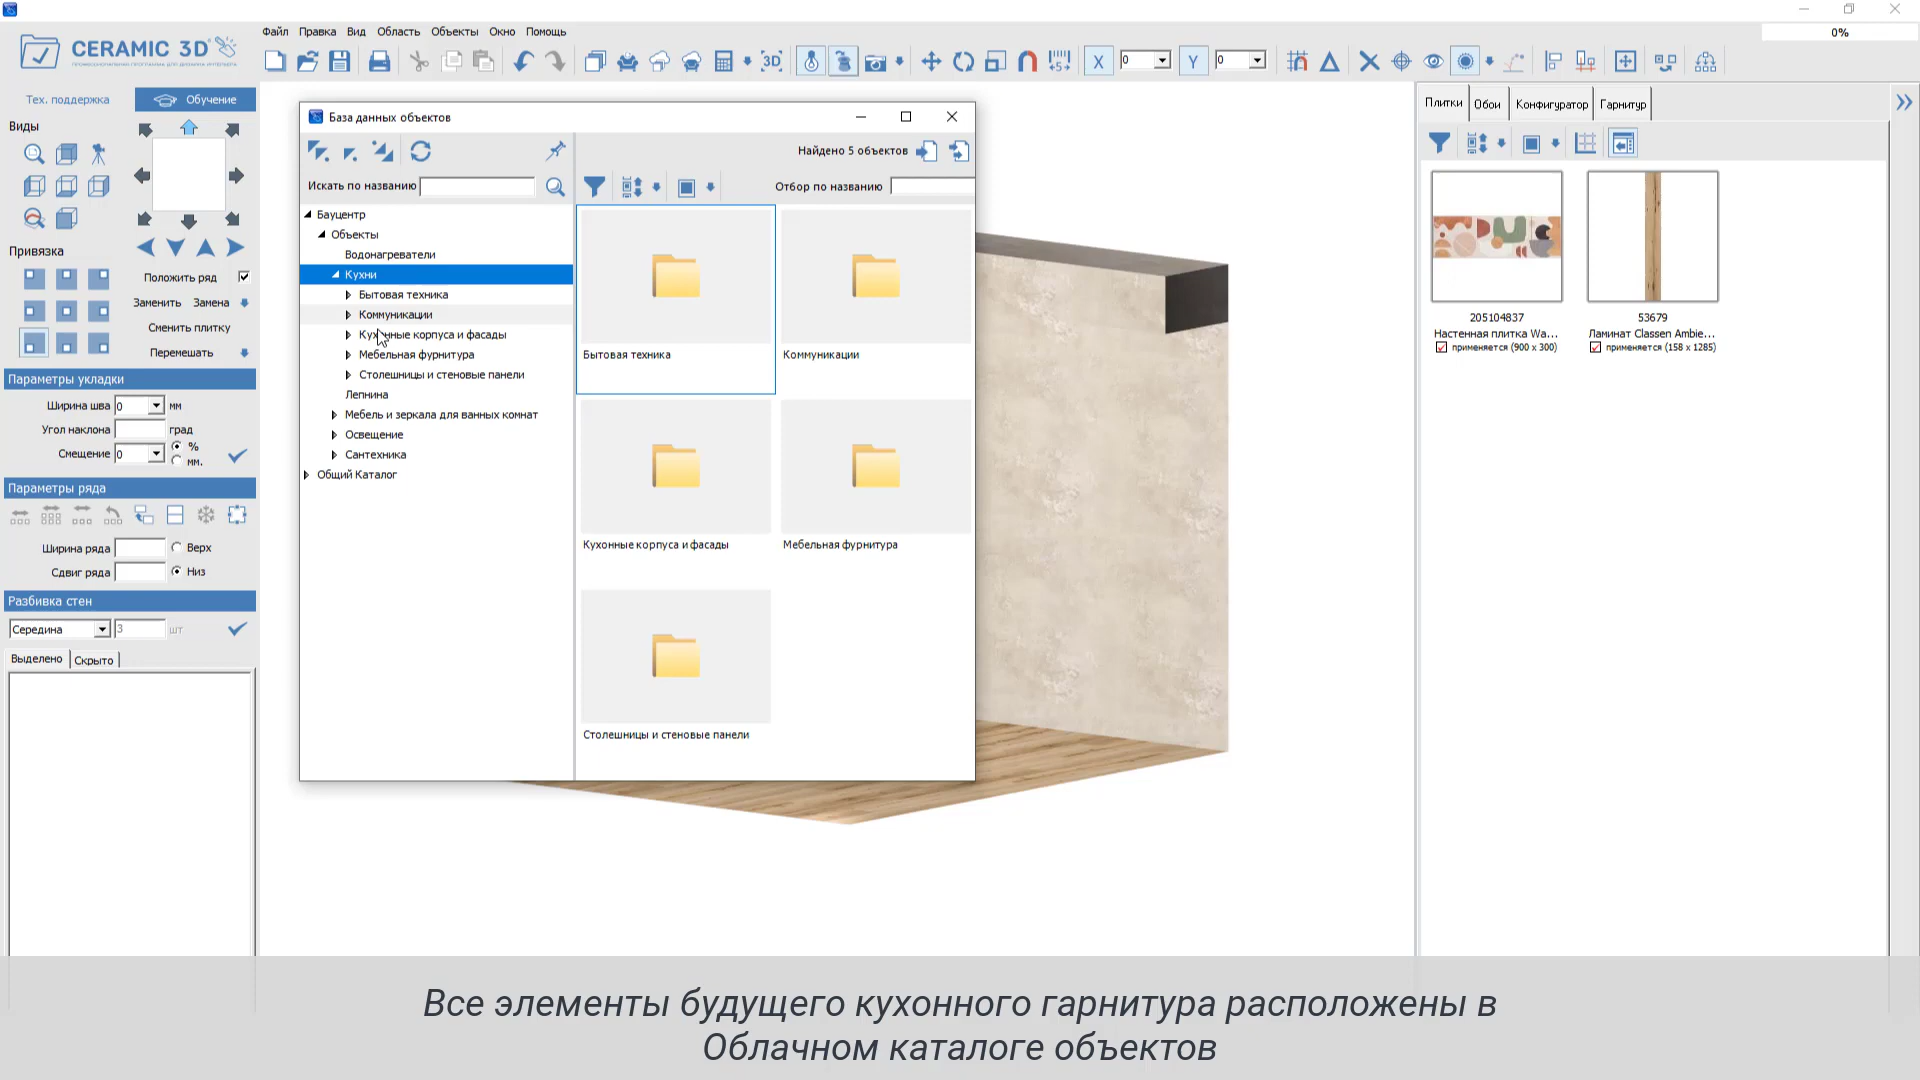 CERAMIC 3D
Файл Правка Вид Область Объекты Окно Помощь
0%
3D
X 0
Y 0
Тех. поддержка
Обучение
Виды
Привязка
Положить ряд
Заменить Замена
Сменить плитку
Перемешать
Параметры укладки
Ширина шва 0 мм
Угол наклона град
Смещение 0 %
мм.
Параметры ряда
Ширина ряда Верх
Сдвиг ряда Низ
Разбивка стен
Середина 3 шт
Выделено Скрыто
База данных объектов
Найдено 5 объектов
Искать по названию
Отбор по названию
Бауцентр
Объекты
Водонагреватели
Кухни
Бытовая техника
Коммуникации
Кухонные корпуса и фасады
Мебельная фурнитура
Столешницы и стеновые панели
Лепнина
Мебель и зеркала для ванных комнат
Освещение
Сантехника
Общий Каталог
Бытовая техника
Коммуникации
Кухонные корпуса и фасады
Мебельная фурнитура
Столешницы и стеновые панели
Плитки Обои Конфигуратор Гарнитур
205104837
Настенная плитка Wa...
применяется (900 x 300)
53679
Ламинат Classen Ambie...
применяется (158 x 1285)
Все элементы будущего кухонного гарнитура расположены в
Облачном каталоге объектов